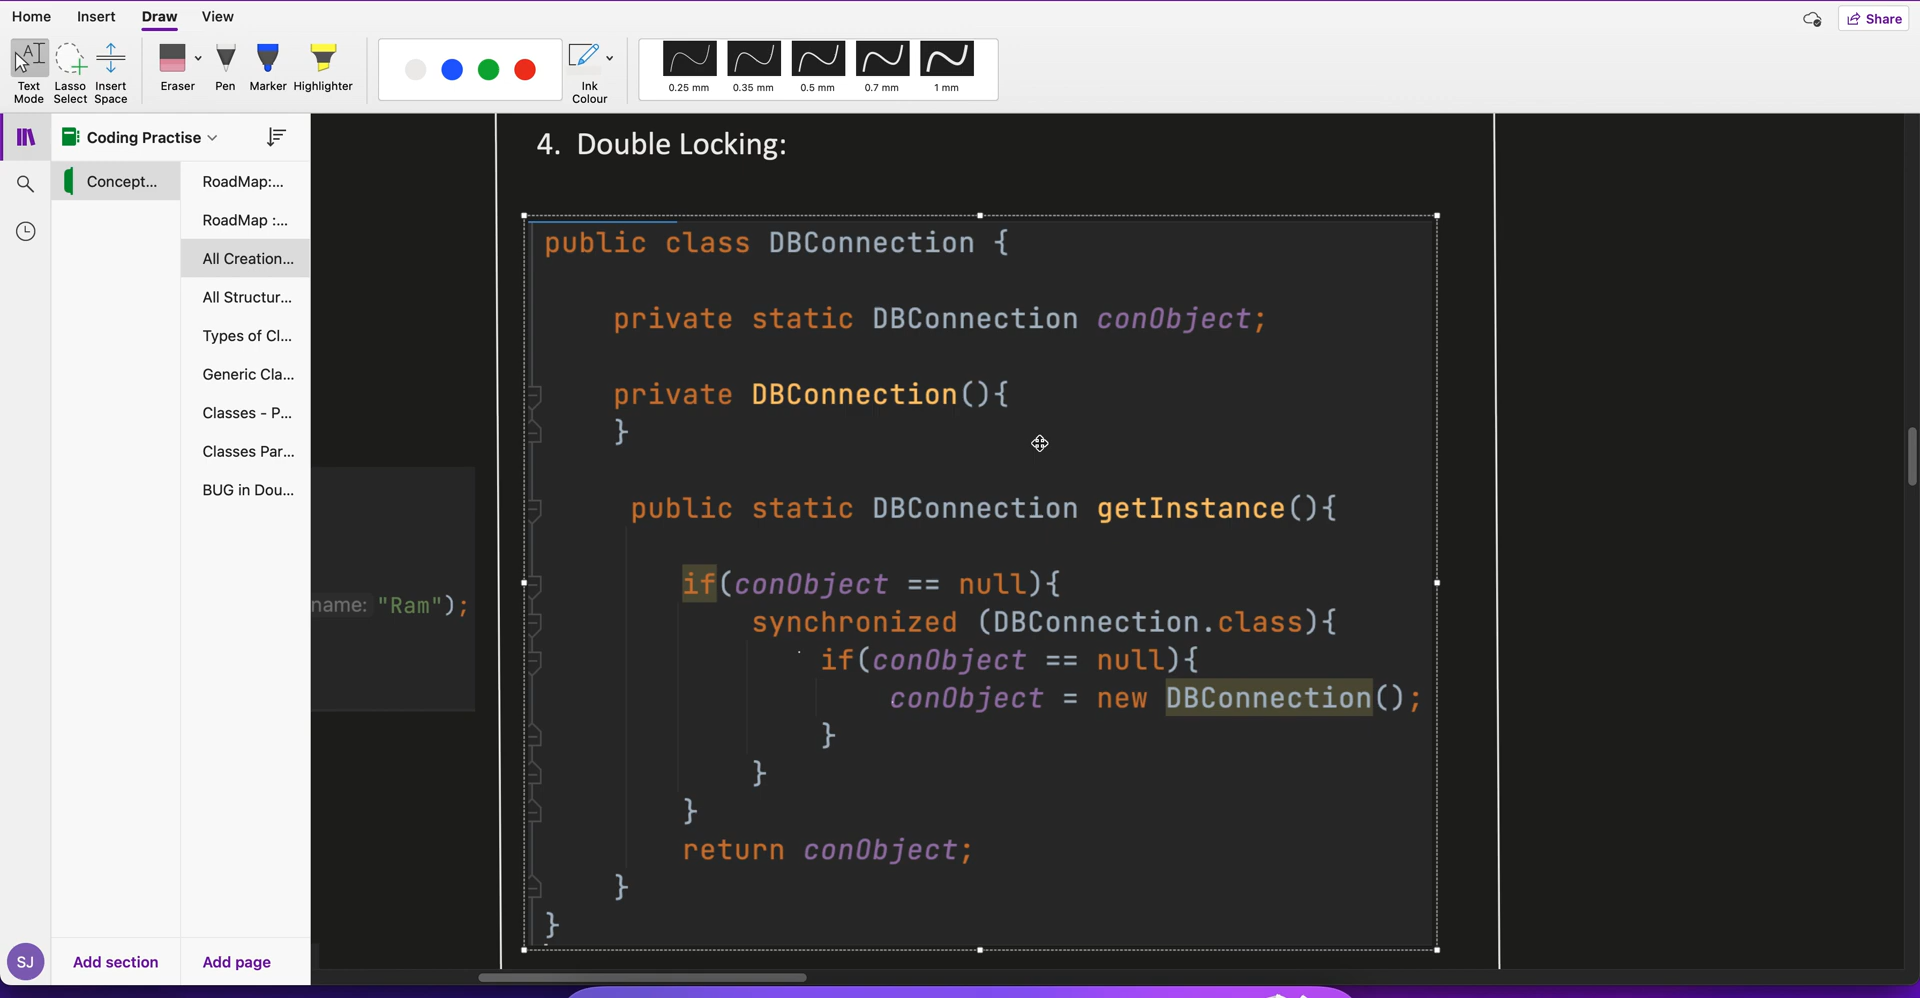 Home Insert Draw View
Share
Text Mode
Lasso Select
Insert Space
Eraser
Pen
Marker
Highlighter
Ink Colour
0.25 mm
0.35 mm
0.5 mm
0.7 mm
1 mm
Coding Practise
Concept...
RoadMap:...
RoadMap :...
All Creation...
All Structur...
Types of Cl...
Generic Cla...
Classes - P...
Classes Par...
BUG in Dou...
SJ
Add section
Add page
name: "Ram");
4. Double Locking:
public class DBConnection {
private static DBConnection conObject;
private DBConnection(){
}
public static DBConnection getInstance(){
if(conObject == null){
synchronized (DBConnection.class){
if(conObject == null){
conObject = new DBConnection();
}
}
}
return conObject;
}
}